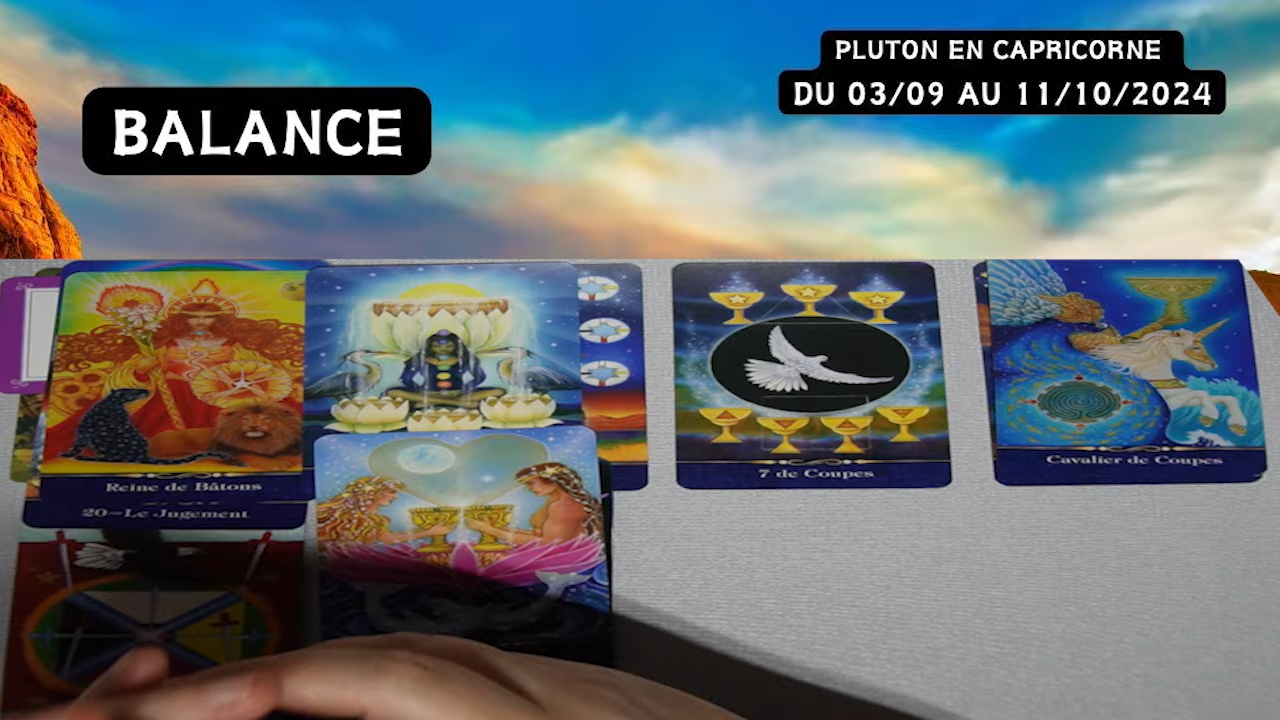 PLUTON EN CAPRICORNE
DU 03/09 AU 11/10/2024
BALANCE
Reine de Bâtons
20~Le Jugement
7 de Coupes
Cavalier de Coupes